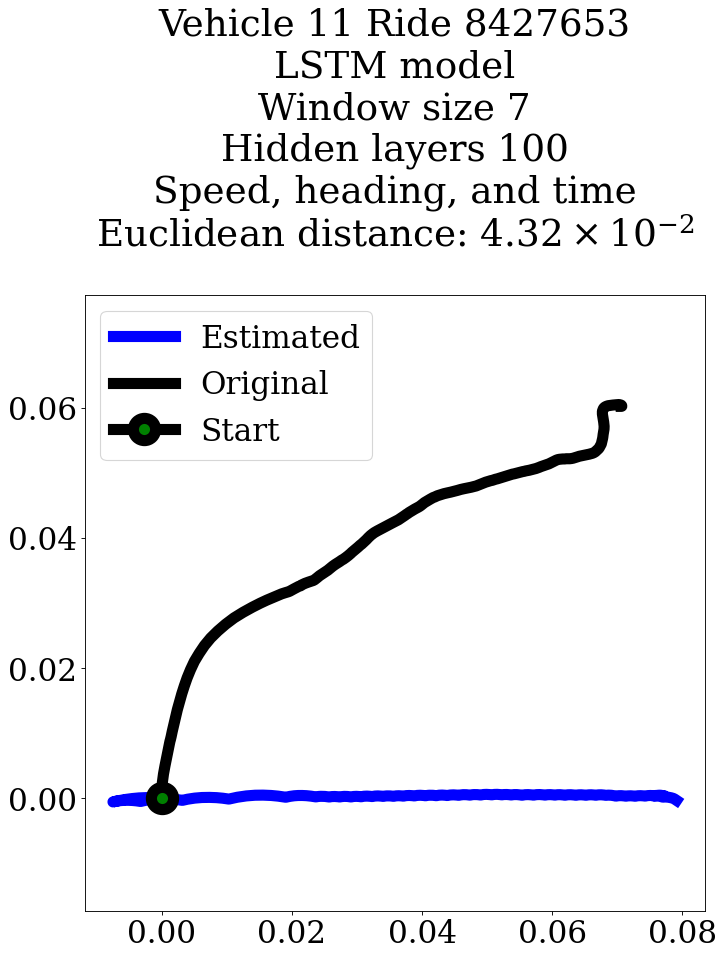 Vehicle 11 Ride 8427653
LSTM model
Window size 7
Hidden layers 100
Speed, heading, and time
Euclidean distance: 4.32 × 10⁻²
Estimated
Original
Start
0.06
0.04
0.02
0.00
0.00 0.02 0.04 0.06 0.08